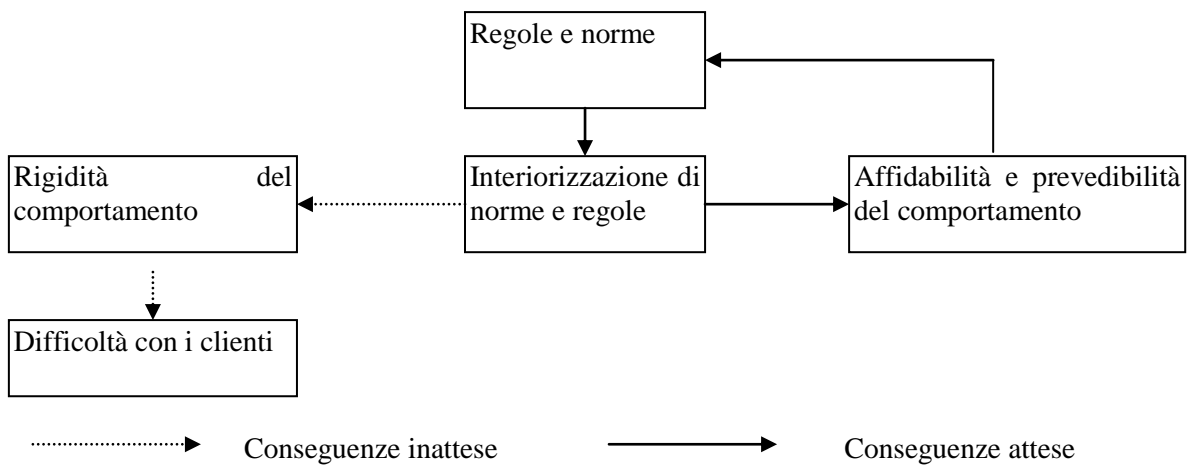 Regole e norme
Rigidità del
comportamento
Interiorizzazione di
norme e regole
Affidabilità e prevedibilità
del comportamento
Difficoltà con i clienti
Conseguenze inattese
Conseguenze attese